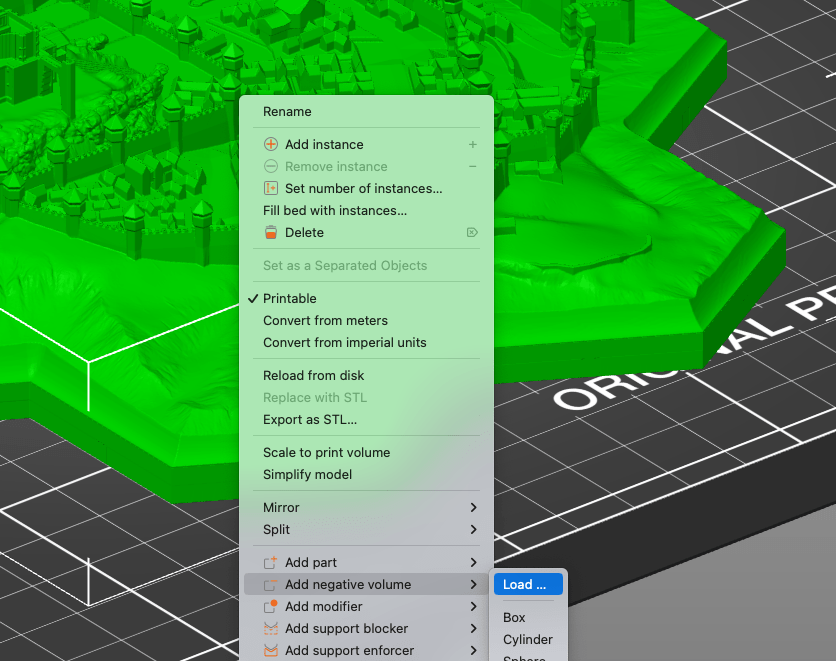 Rename
Add instance +
Remove instance −
Set number of instances...
Fill bed with instances...
Delete
Set as a Separated Objects
Printable
Convert from meters
Convert from imperial units
Reload from disk
Replace with STL
Export as STL...
Scale to print volume
Simplify model
Mirror
Split
Add part
Add negative volume
Load ...
Add modifier
Box
Add support blocker
Cylinder
Add support enforcer
Sphere
ORIGINAL PR